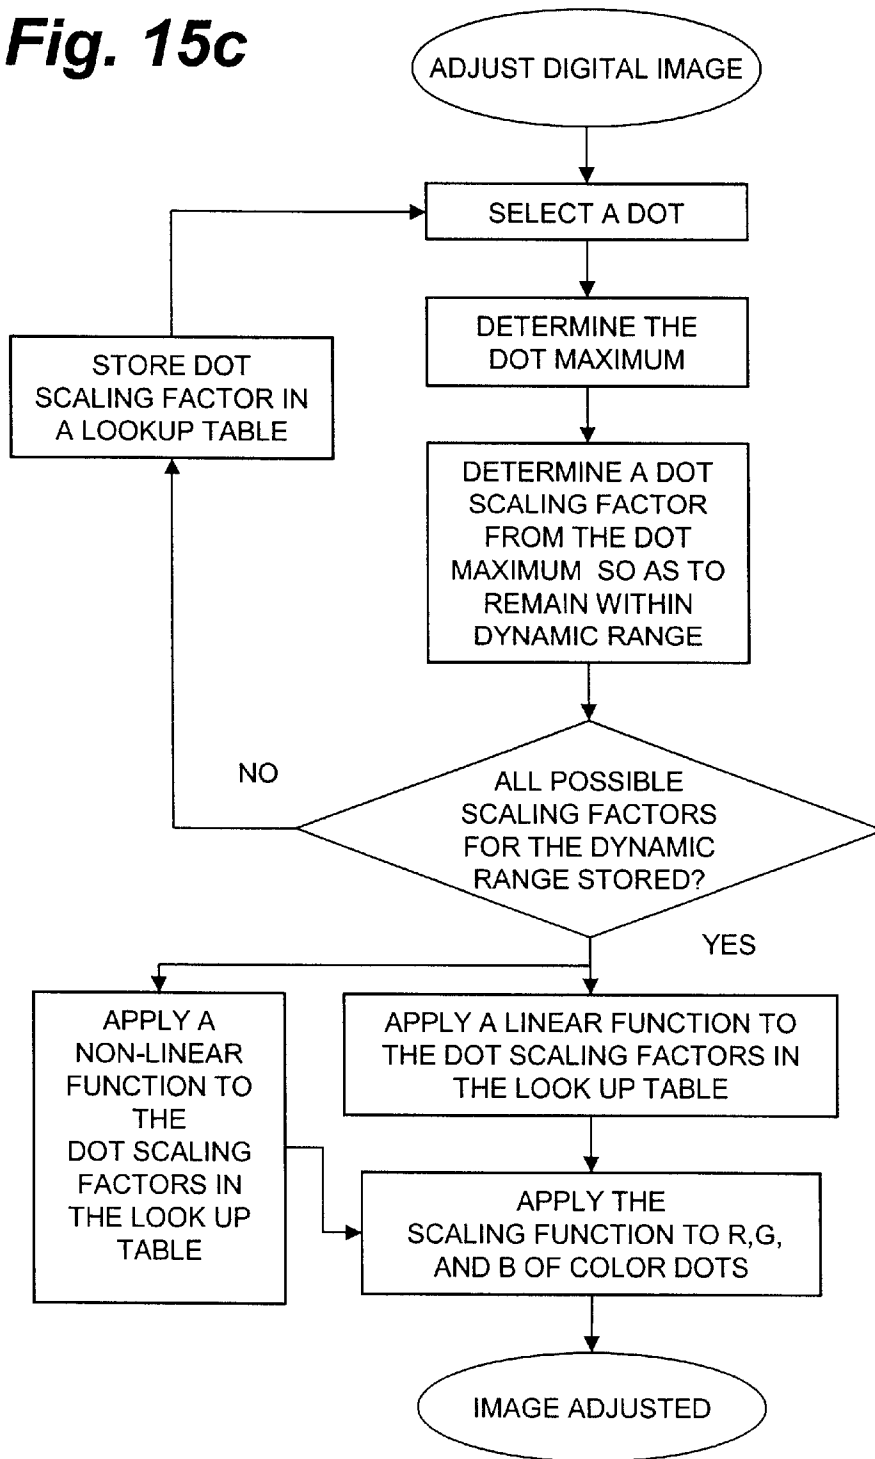 Fig. 15c
ADJUST DIGITAL IMAGE
SELECT A DOT
DETERMINE THE
DOT MAXIMUM
STORE DOT
SCALING FACTOR IN
A LOOKUP TABLE
DETERMINE A DOT
SCALING FACTOR
FROM THE DOT
MAXIMUM SO AS TO
REMAIN WITHIN
DYNAMIC RANGE
NO
ALL POSSIBLE
SCALING FACTORS
FOR THE DYNAMIC
RANGE STORED?
YES
APPLY A
NON-LINEAR
FUNCTION TO
THE
DOT SCALING
FACTORS IN
THE LOOK UP
TABLE
APPLY A LINEAR FUNCTION TO
THE DOT SCALING FACTORS IN
THE LOOK UP TABLE
APPLY THE
SCALING FUNCTION TO R,G,
AND B OF COLOR DOTS
IMAGE ADJUSTED